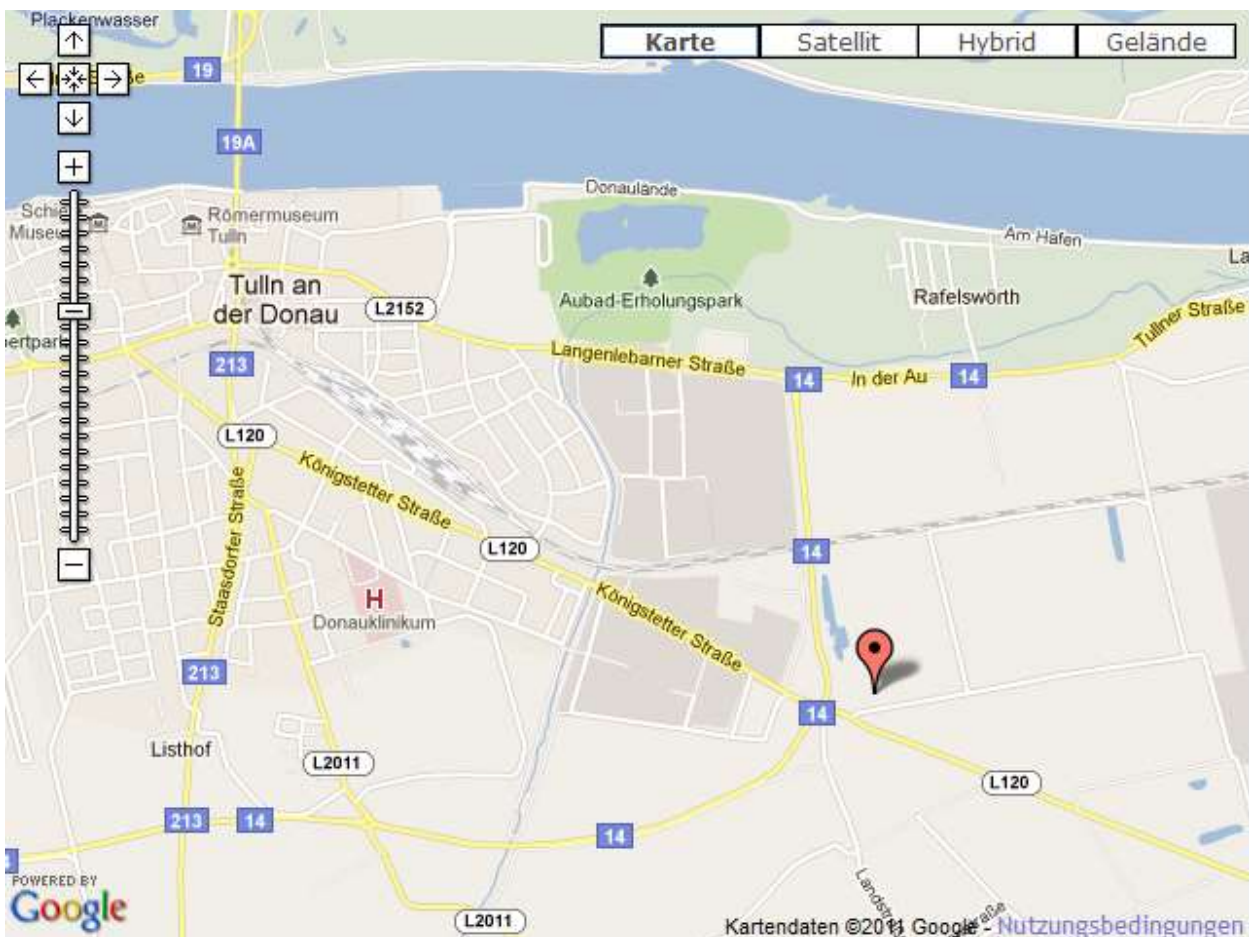 Plackenwasser
Karte
Satellit
Hybrid
Gelände
19
19A
Donaulände
Römermuseum
Tulln
Am Hafen
Tulln an
der Donau
L2152
Aubad-Erholungspark
Rafelswörth
Tullner Straße
213
Langenlebarner Straße
14
In der Au
14
L120
Königstetter Straße
Staasdorfer Straße
L120
14
H
Donauklinikum
Königstetter Straße
213
14
Listhof
L2011
L120
213
14
14
POWERED BY
Google
L2011
Kartendaten ©2011 Google - Nutzungsbedingungen